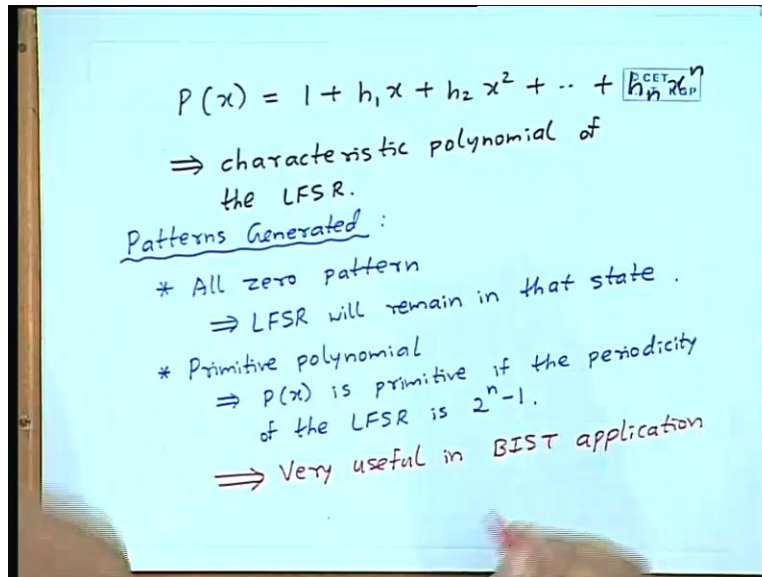 P(x) = 1 + h₁x + h₂x² + .. + hₙxⁿ
⇒ characteristic polynomial of
the LFSR.
Patterns Generated :
* All zero pattern
⇒ LFSR will remain in that state.
* Primitive polynomial
⇒ P(x) is primitive if the periodicity
of the LFSR is 2ⁿ-1.
⇒ Very useful in BIST application